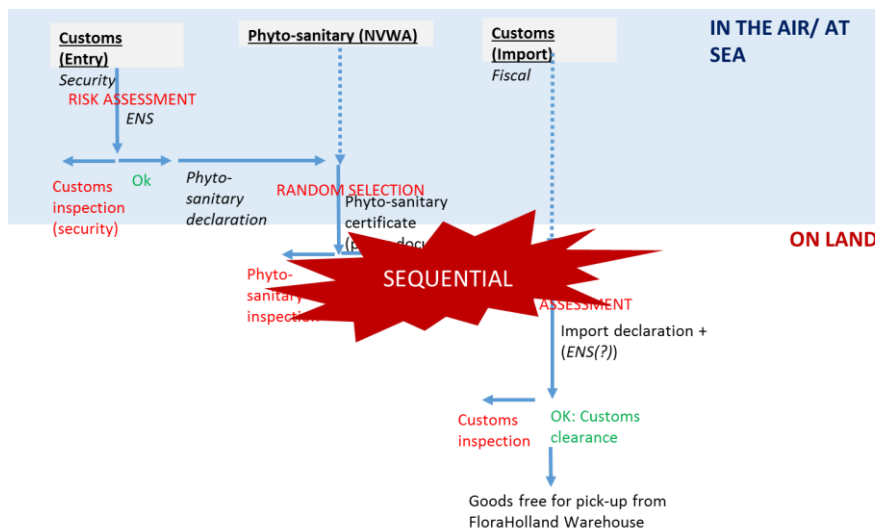 Customs
(Entry)
Security
Phyto-sanitary (NVWA)
Customs
(Import)
Fiscal
IN THE AIR/ AT
SEA
RISK ASSESSMENT
ENS
Ok
Customs
inspection
(security)
Phyto-
sanitary
declaration
RANDOM SELECTION
Phyto-sanitary
certificate
ON LAND
SEQUENTIAL
Phyto-
sanitary
inspection
ASSESSMENT
Import declaration +
(ENS(?))
Customs
inspection
OK: Customs
clearance
Goods free for pick-up from
FloraHolland Warehouse